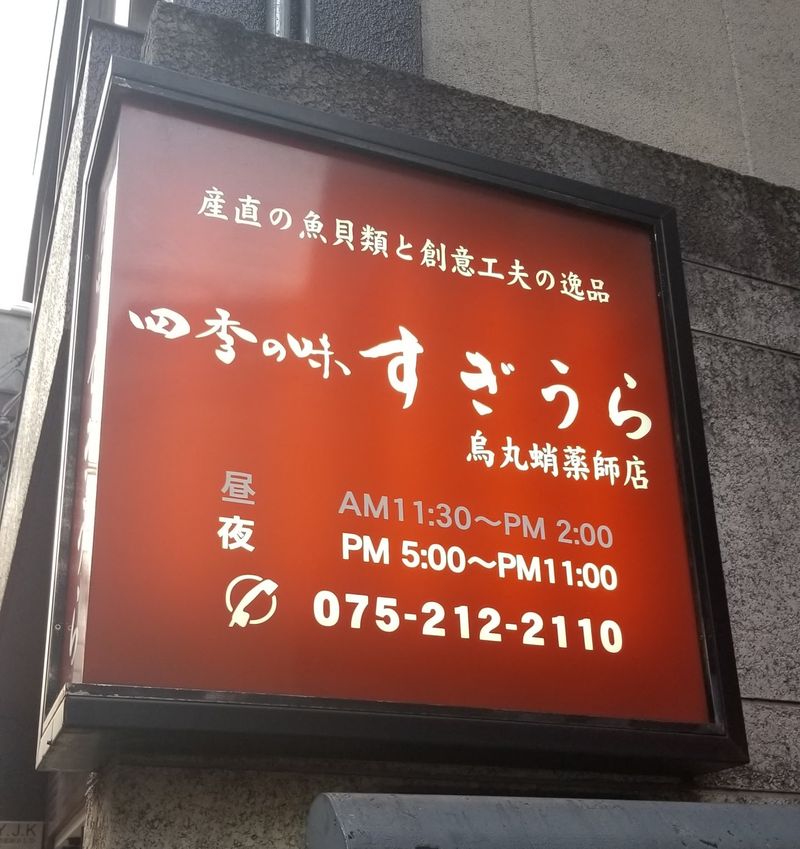 産直の魚貝類と創意工夫の逸品
四季の味 すぎうら
烏丸蛸薬師店
昼 AM11:30～PM 2:00
夜 PM 5:00～PM11:00
075-212-2110
Y.J.K